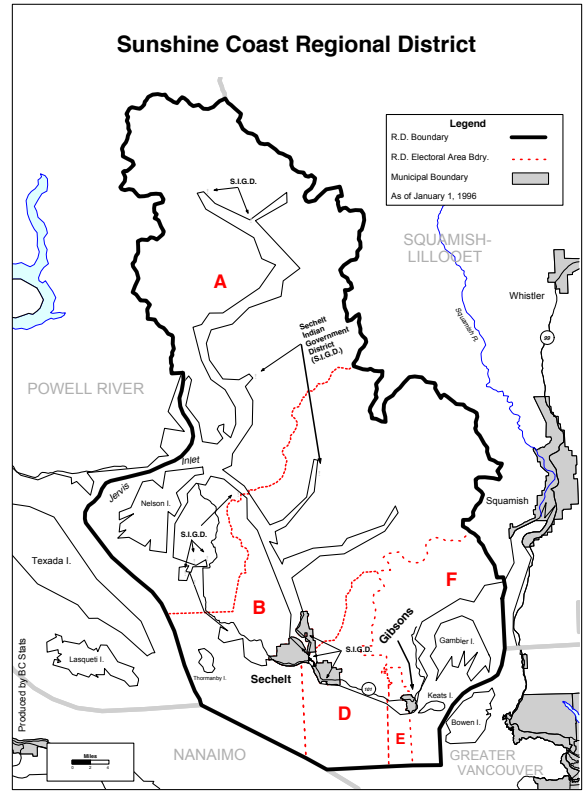 Sunshine Coast Regional District
Legend
R.D. Boundary
R.D. Electoral Area Bdry.
Municipal Boundary
As of January 1, 1996
S.I.G.D.
SQUAMISH-
LILLOOET
A
Whistler
Squamish R.
99
Sechelt
Indian
Government
District
(S.I.G.D.)
POWELL RIVER
Jervis
Inlet
Nelson I.
Squamish
S.I.G.D.
Texada I.
B
F
Gibsons
Gambier I.
S.I.G.D.
Lasqueti I.
Thormanby I.
Sechelt
101
Keats I.
D
E
Bowen I.
NANAIMO
GREATER
VANCOUVER
Miles
Produced by BC Stats